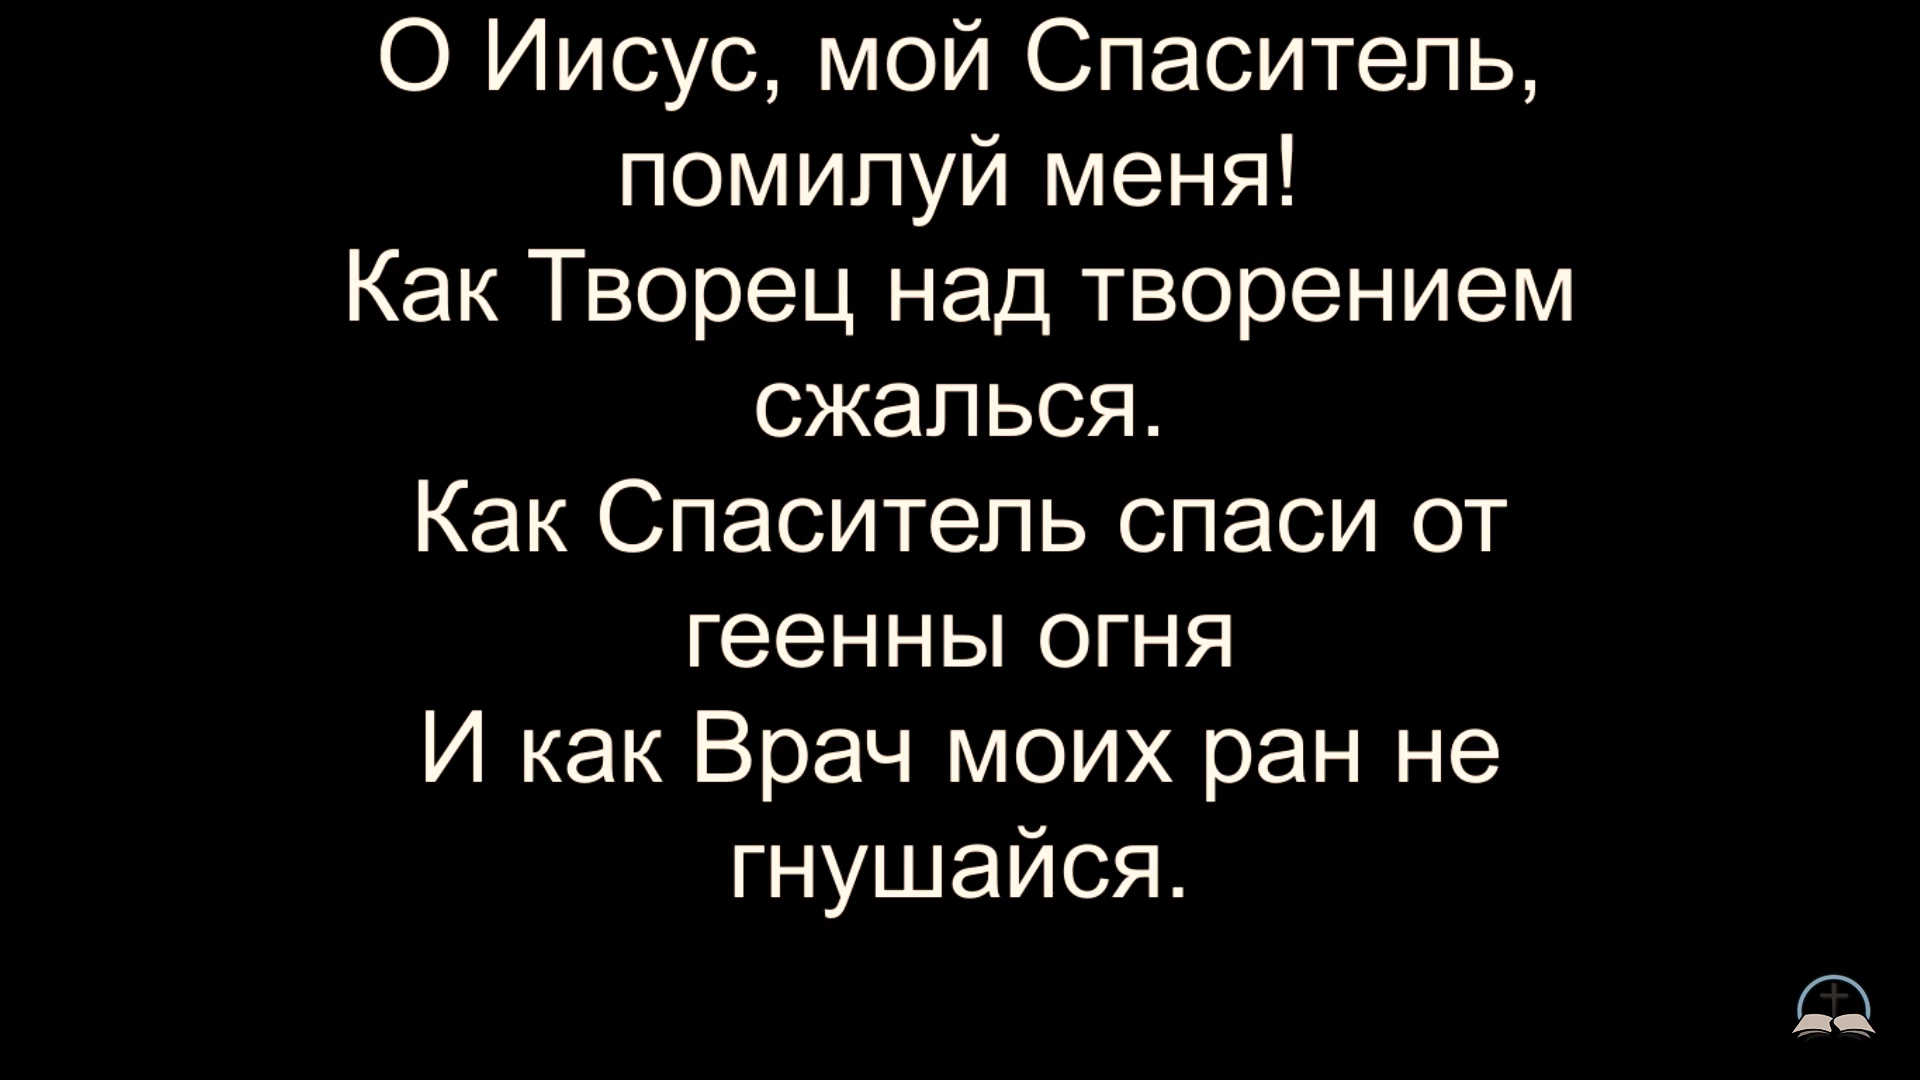 О Иисус, мой Спаситель,
помилуй меня!
Как Творец над творением
сжалься.
Как Спаситель спаси от
геенны огня
И как Врач моих ран не
гнушайся.